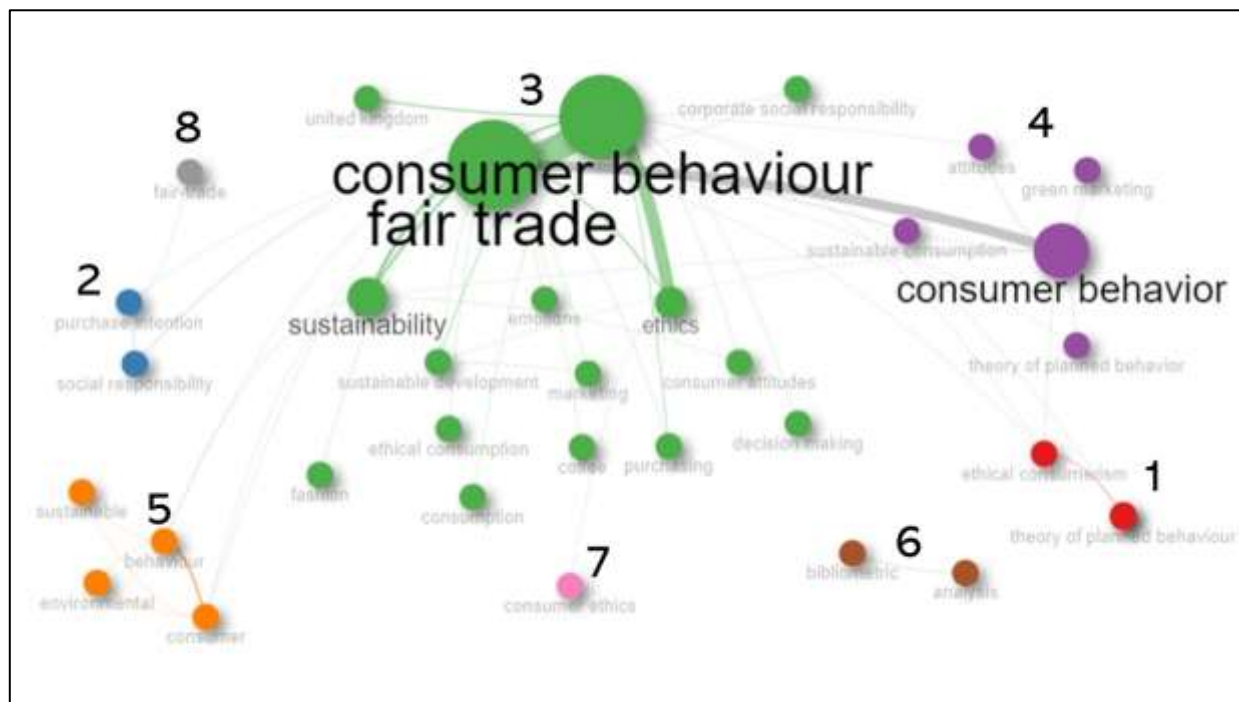 3
united kingdom
corporate social responsibility
8
4
fair-trade
attitudes
green marketing
consumer behaviour
fair trade
sustainable consumption
2
consumer behavior
purchase intention
sustainability
emotions
ethics
social responsibility
sustainable development
marketing
consumer attitudes
theory of planned behavior
ethical consumption
coffee
purchasing
decision making
ethical consumerism
fashion
consumption
1
sustainable
5
behaviour
theory of planned behaviour
6
bibliometric
analysis
7
environmental
consumer ethics
consumer